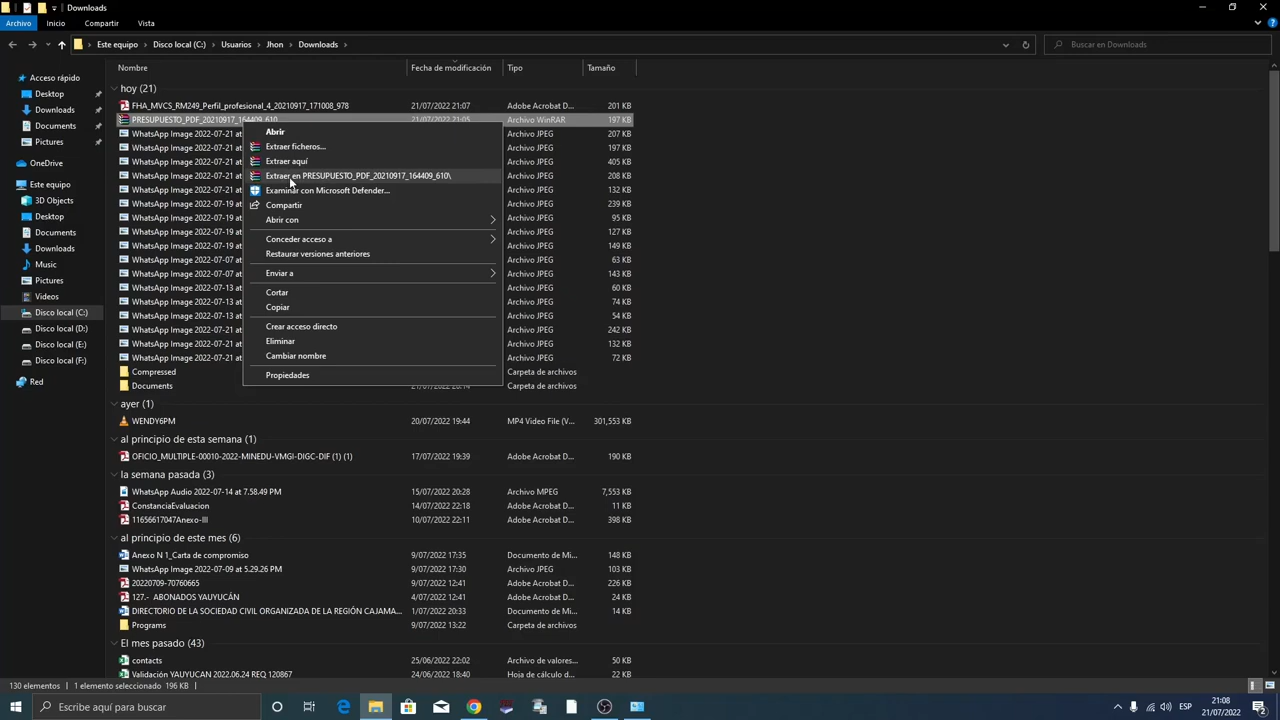 Downloads
Archivo Inicio Compartir Vista
Este equipo Disco local (C:) Usuarios Jhon Downloads
Buscar en Downloads
Nombre Fecha de modificación Tipo Tamaño
Acceso rápido
Desktop
Downloads
Documents
Pictures
OneDrive
Este equipo
3D Objects
Desktop
Documents
Downloads
Music
Pictures
Videos
Disco local (C:)
Disco local (D:)
Disco local (E:)
Disco local (F:)
Red
hoy (21)
FHA_MVCS_RM249_Perfil_profesional_4_20210917_171008_978 21/07/2022 21:07 Adobe Acrobat D... 201 KB
PRESUPUESTO_PDF_20210917_164409_610 21/07/2022 21:05 Archivo WinRAR 197 KB
WhatsApp Image 2022-07-21 at Archivo JPEG 207 KB
WhatsApp Image 2022-07-21 at Archivo JPEG 148 KB
WhatsApp Image 2022-07-21 at Archivo JPEG 405 KB
WhatsApp Image 2022-07-21 at Archivo JPEG 208 KB
WhatsApp Image 2022-07-21 at Archivo JPEG 132 KB
WhatsApp Image 2022-07-19 at Archivo JPEG 239 KB
WhatsApp Image 2022-07-19 at Archivo JPEG 95 KB
WhatsApp Image 2022-07-19 at Archivo JPEG 127 KB
WhatsApp Image 2022-07-19 at Archivo JPEG 149 KB
WhatsApp Image 2022-07-07 at Archivo JPEG 63 KB
WhatsApp Image 2022-07-07 at Archivo JPEG 143 KB
WhatsApp Image 2022-07-13 at Archivo JPEG 60 KB
WhatsApp Image 2022-07-13 at Archivo JPEG 74 KB
WhatsApp Image 2022-07-13 at Archivo JPEG 54 KB
WhatsApp Image 2022-07-21 at Archivo JPEG 242 KB
WhatsApp Image 2022-07-21 at Archivo JPEG 132 KB
WhatsApp Image 2022-07-21 at Archivo JPEG 72 KB
Compressed Carpeta de archivos
Documents Carpeta de archivos
Abrir
Extraer ficheros...
Extraer aquí
Extraer en PRESUPUESTO_PDF_20210917_164409_610\
Examinar con Microsoft Defender...
Compartir
Abrir con
Conceder acceso a
Restaurar versiones anteriores
Enviar a
Cortar
Copiar
Crear acceso directo
Eliminar
Cambiar nombre
Propiedades
ayer (1)
WENDY6PM 20/07/2022 19:44 MP4 Video File (V... 301,553 KB
al principio de esta semana (1)
OFICIO_MULTIPLE-00010-2022-MINEDU-VMGI-DIGC-DIF (1) (1) 17/07/2022 19:39 Adobe Acrobat D... 190 KB
la semana pasada (3)
WhatsApp Audio 2022-07-14 at 7.58.49 PM 15/07/2022 20:28 Archivo MPEG 7,553 KB
ConstanciaEvaluacion 14/07/2022 22:18 Adobe Acrobat D... 11 KB
11656617047Anexo-III 10/07/2022 22:11 Adobe Acrobat D... 398 KB
al principio de este mes (6)
Anexo N 1_Carta de compromiso 9/07/2022 17:35 Documento de Mi... 148 KB
WhatsApp Image 2022-07-09 at 5.29.26 PM 9/07/2022 17:30 Archivo JPEG 103 KB
20220709-70760665 9/07/2022 12:41 Adobe Acrobat D... 226 KB
127.- ABONADOS YAUYUCÁN 4/07/2022 12:41 Adobe Acrobat D... 24 KB
DIRECTORIO DE LA SOCIEDAD CIVIL ORGANIZADA DE LA REGIÓN CAJAMA... 1/07/2022 20:33 Documento de Mi... 14 KB
Programs 9/07/2022 13:22 Carpeta de archivos
El mes pasado (43)
contacts 25/06/2022 22:02 Archivo de valores... 50 KB
Validación YAUYUCAN 2022.06.24 REQ 120867 24/06/2022 18:40 Hoja de cálculo d... 24 KB
130 elementos 1 elemento seleccionado 196 KB
Escribe aquí para buscar
ESP
21:08
21/07/2022
2